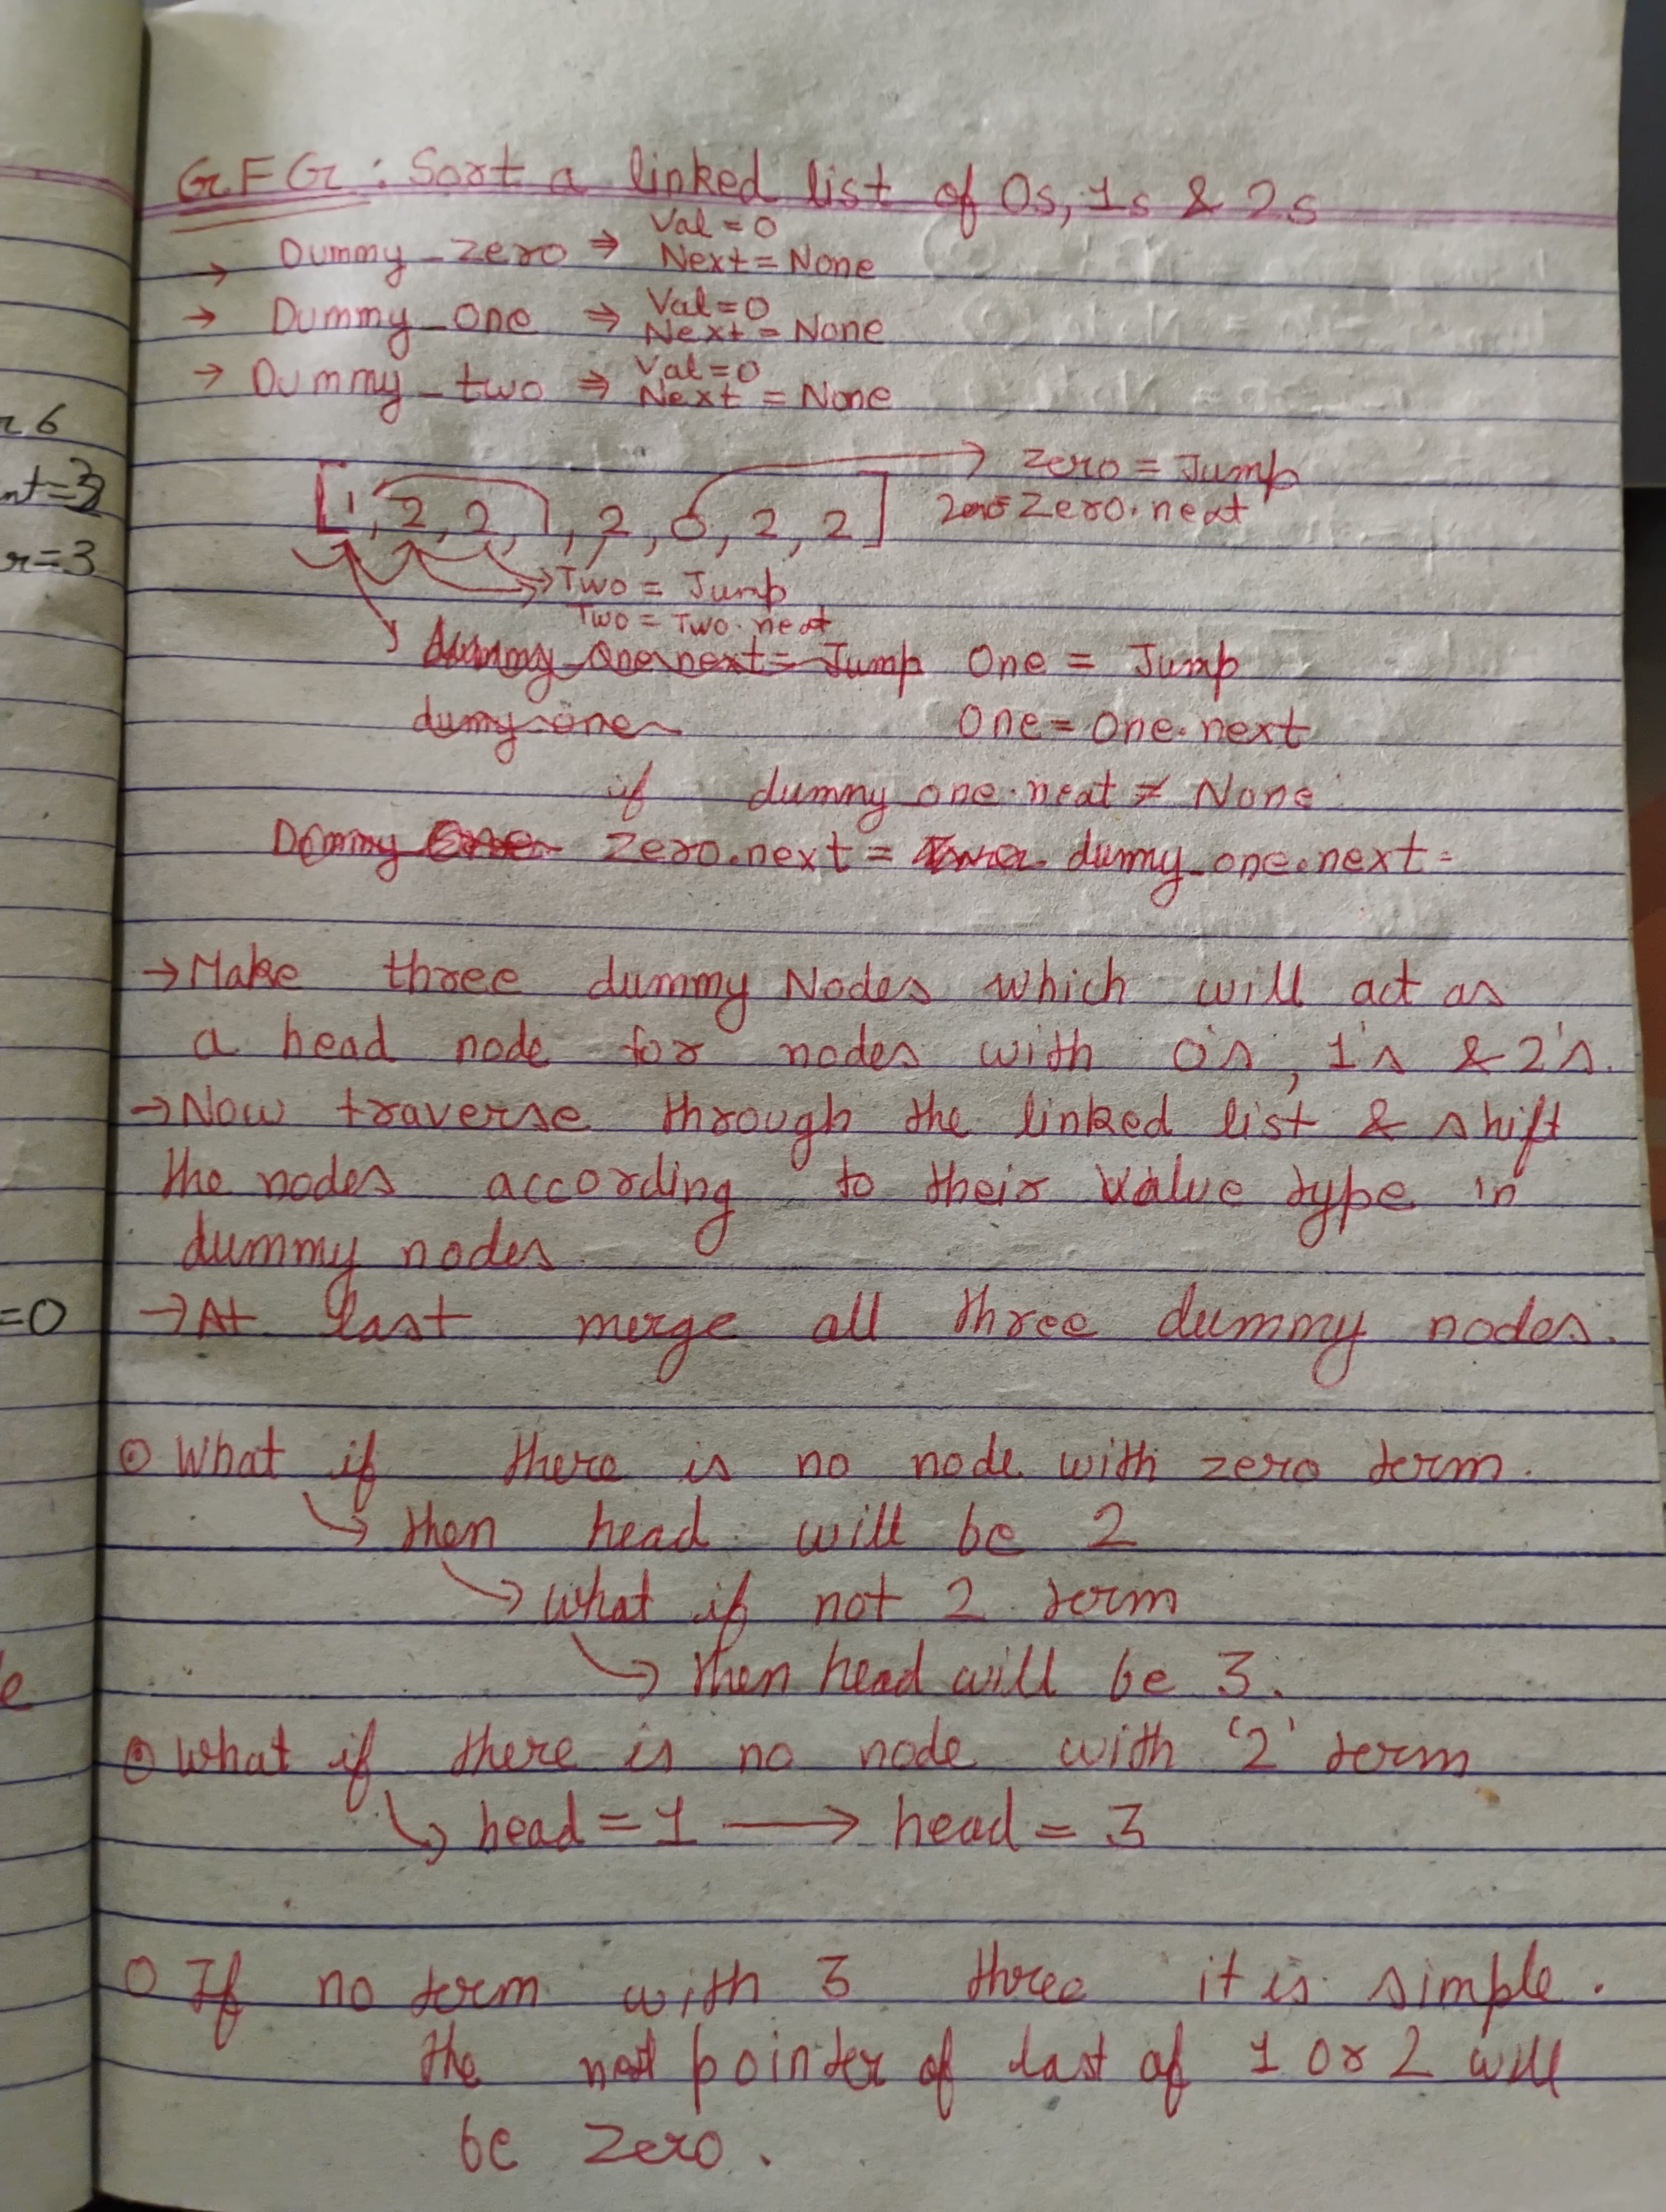 r 6
nt=3
r=3
=0
e
GFG: Sort a linked list of 0s, 1s & 2s
→ Dummy_zero ⇒ Val = 0
Next = None
→ Dummy_one ⇒ Val=0
Next = None
→ Dummy_two ⇒ Val=0
Next = None
→ Zero = Jump
[1, 2, 2, 1, 2, 0, 2, 2] Zero.next
→ Two = Jump
Two = Two.next
dummy_one.next = Jump One = Jump
dumy_one One = One.next
if dummy_one.next ≠ None
Dummy One Zero.next = dummy_one.next =
→ Make three dummy Nodes which will act as
a head node for nodes with 0's, 1's & 2's.
→ Now traverse through the linked list & shift
the nodes according to their value type in
dummy nodes
→ At last merge all three dummy nodes.
⊙ What if there is no node with zero term.
↳ then head will be 2
↳ what if not 2 term
↳ then head will be 3.
⊙ What if there is no node with '2' term
↳ head = 1 → head = 3
○ If no term with 3 three it is simple.
the next pointer of last of 1 or 2 will
be zero.